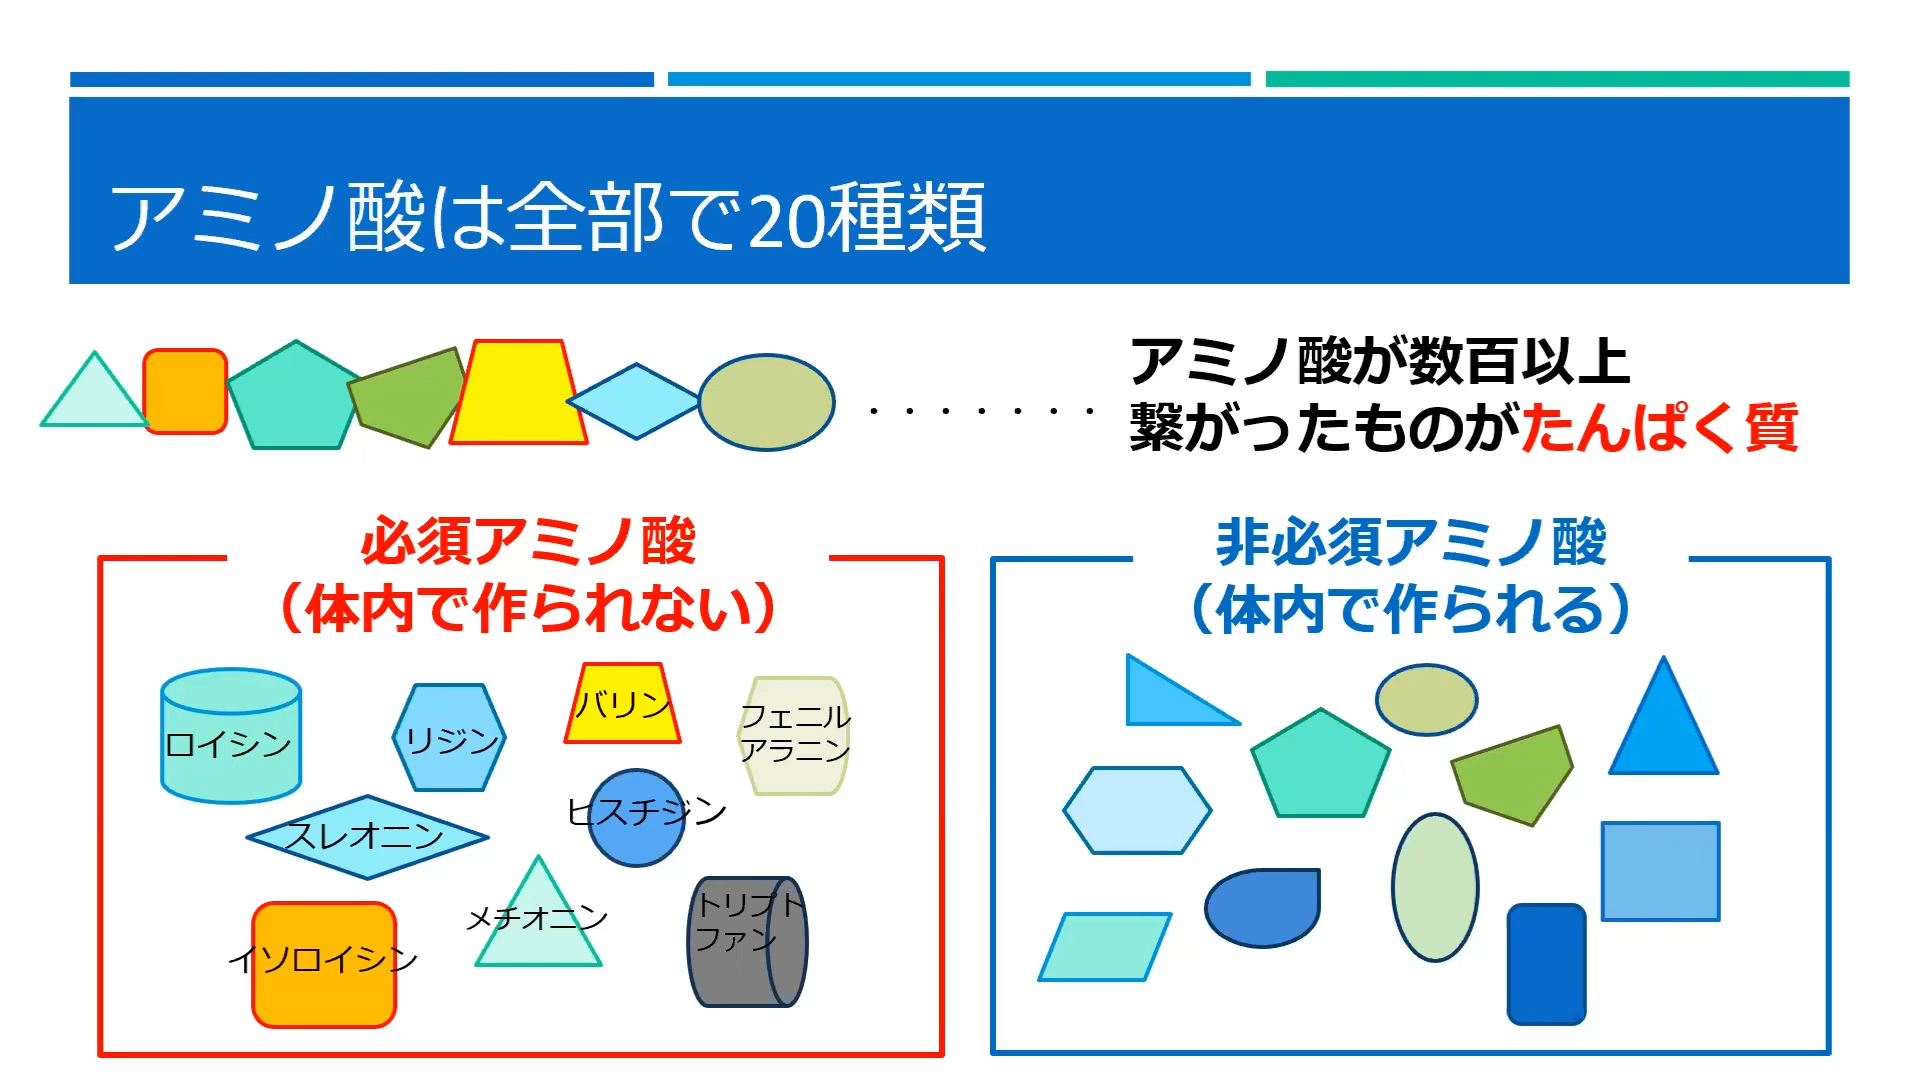 アミノ酸は全部で20種類
アミノ酸が数百以上
繋がったものがたんぱく質
・・・・・・・
必須アミノ酸
（体内で作られない）
非必須アミノ酸
（体内で作られる）
ロイシン
リジン
バリン
フェニル
アラニン
スレオニン
ヒスチジン
イソロイシン
メチオニン
トリプト
ファン